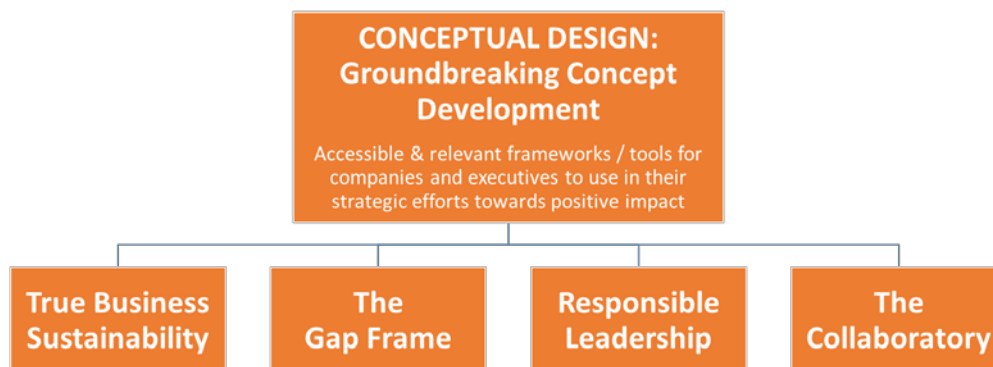 CONCEPTUAL DESIGN:
Groundbreaking Concept
Development
Accessible & relevant frameworks / tools for
companies and executives to use in their
strategic efforts towards positive impact
True Business
Sustainability
The
Gap Frame
Responsible
Leadership
The
Collaboratory